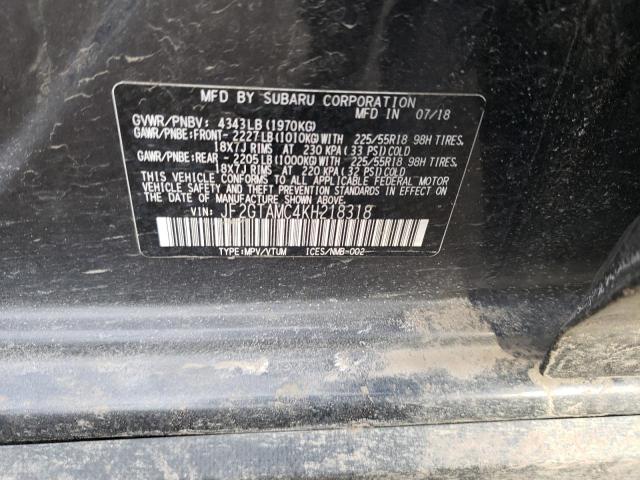 MFD BY SUBARU CORPORATION
MFD IN 07/18
GVWR/PNBV: 4343LB(1970KG)
GAWR/PNBE:FRONT- 2227LB(1010KG)WITH 225/55R18 98H TIRES,
18X7J RIMS AT 230 KPA(33 PSI)COLD
GAWR/PNBE:REAR - 2205LB(1000KG)WITH 225/55R18 98H TIRES,
18X7J RIMS AT 220 KPA(32 PSI)COLD
THIS VEHICLE CONFORMS TO ALL APPLICABLE FEDERAL MOTOR
VEHICLE SAFETY AND THEFT PREVENTION STANDARDS IN EFFECT ON
THE DATE OF MANUFACTURE SHOWN ABOVE.
VIN: JF2GTAMC4KH218318
TYPE:MPV/VTUM ICES/NMB-002